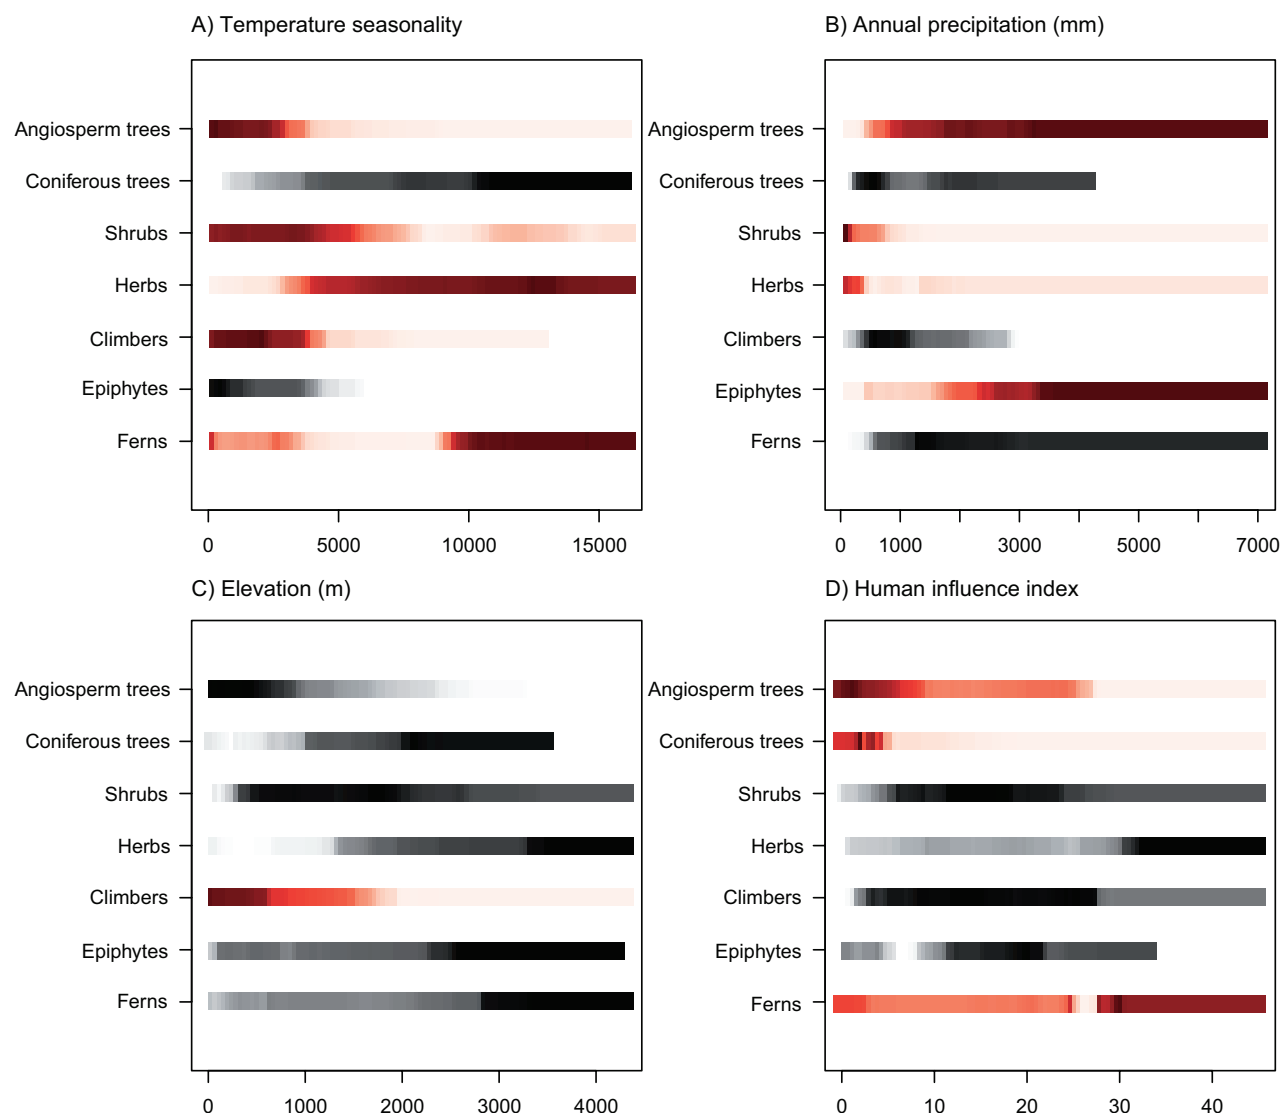 A) Temperature seasonality
Angiosperm trees
Coniferous trees
Shrubs
Herbs
Climbers
Epiphytes
Ferns
0 5000 10000 15000
B) Annual precipitation (mm)
Angiosperm trees
Coniferous trees
Shrubs
Herbs
Climbers
Epiphytes
Ferns
0 1000 3000 5000 7000
C) Elevation (m)
Angiosperm trees
Coniferous trees
Shrubs
Herbs
Climbers
Epiphytes
Ferns
0 1000 2000 3000 4000
D) Human influence index
Angiosperm trees
Coniferous trees
Shrubs
Herbs
Climbers
Epiphytes
Ferns
0 10 20 30 40